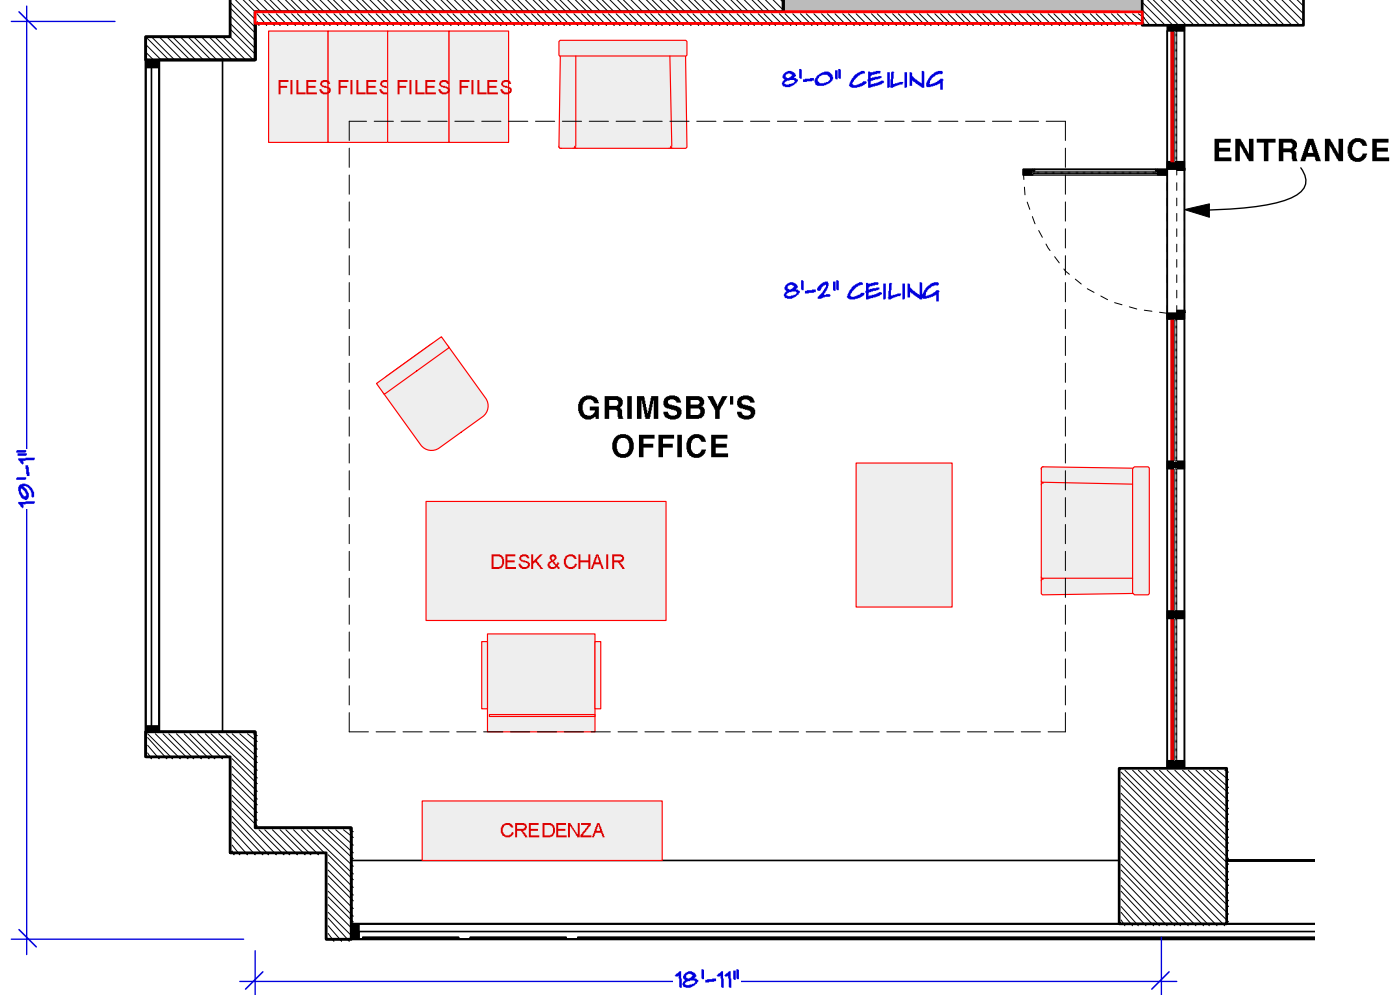 FILES FILES FILES FILES
8'-0" CEILING
ENTRANCE
8'-2" CEILING
GRIMSBY'S
OFFICE
19'-1"
DESK & CHAIR
CREDENZA
18'-11"